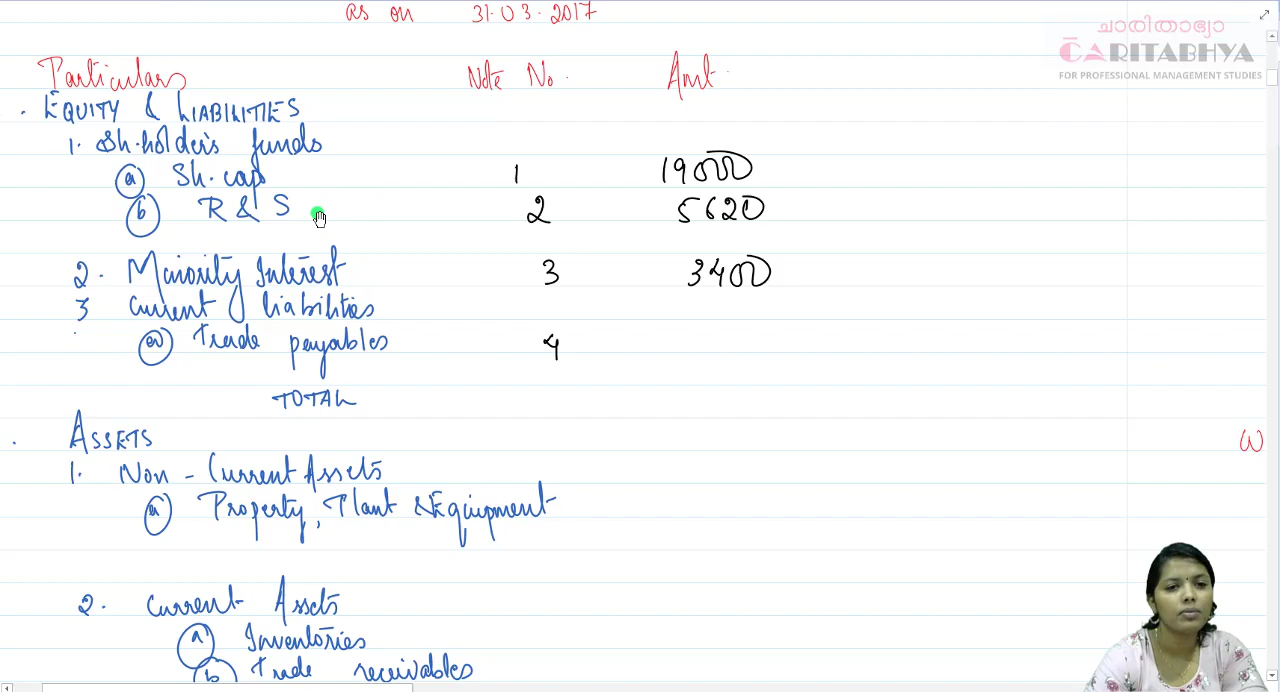 as on 31·03·2017
ചാരിതാഭ്യാ
CARITABHYA
FOR PROFESSIONAL MANAGEMENT STUDIES
Particulars Note No. Amt
EQUITY & LIABILITIES
1. Sh.holders funds
(a) Sh. cap 1 19000
(b) R & S 2 5620
2. Minority Interest 3 3400
3 Current liabilities
(a) Trade payables 4
TOTAL
ASSETS
1. Non - Current Assets
(a) Property, Plant & Equipment
2. Current Assets
(a) Inventories
(b) Trade receivables